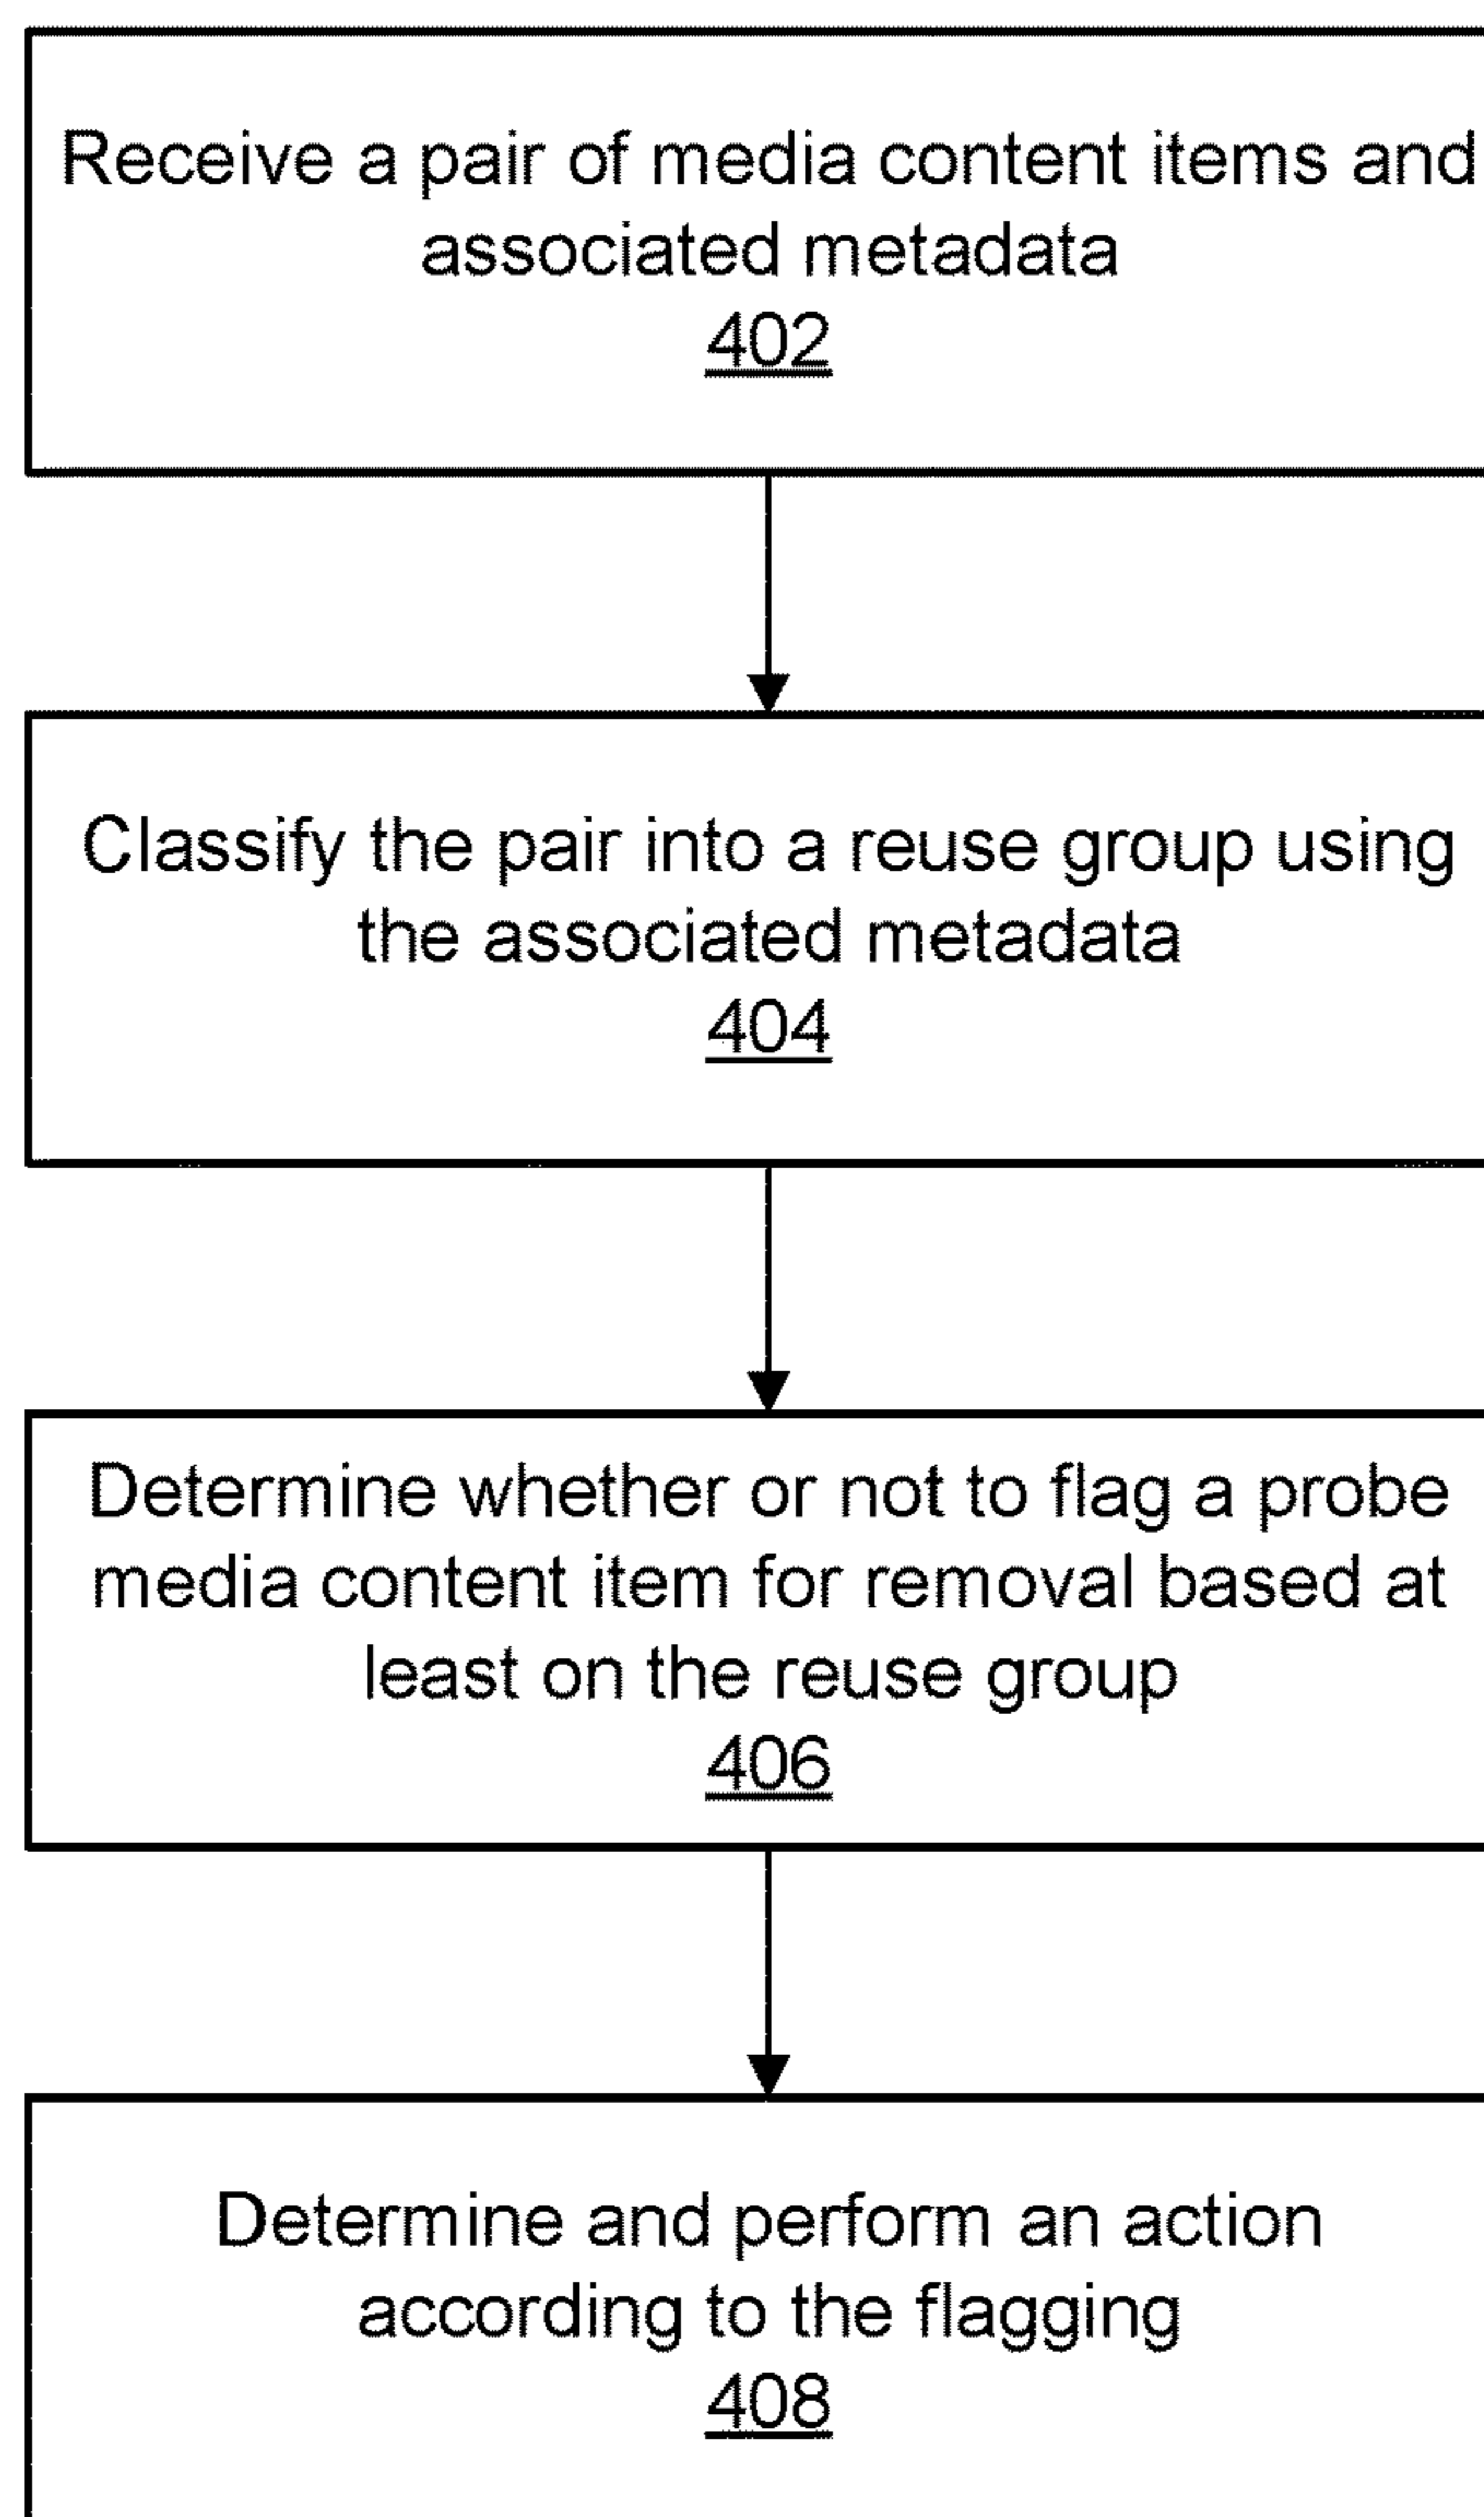 Receive a pair of media content items and
associated metadata
402
Classify the pair into a reuse group using
the associated metadata
404
Determine whether or not to flag a probe
media content item for removal based at
least on the reuse group
406
Determine and perform an action
according to the flagging
408